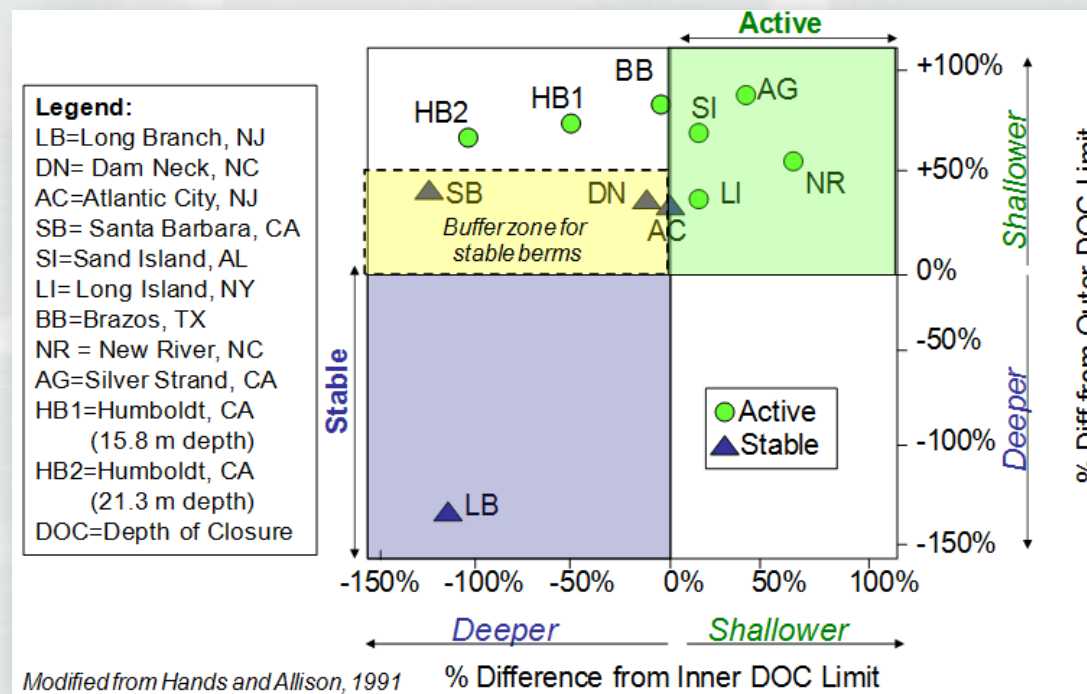 Active
Legend:
LB=Long Branch, NJ
DN= Dam Neck, NC
AC=Atlantic City, NJ
SB= Santa Barbara, CA
SI=Sand Island, AL
LI= Long Island, NY
BB=Brazos, TX
NR = New River, NC
AG=Silver Strand, CA
HB1=Humboldt, CA
(15.8 m depth)
HB2=Humboldt, CA
(21.3 m depth)
DOC=Depth of Closure
BB
HB1
HB2
SI
AG
NR
LI
SB
DN
AC
Buffer zone for
stable berms
LB
Stable
Active
Stable
+100%
+50%
0%
-50%
-100%
-150%
Shallower
Deeper
% Diff from Outer DOC Limit
-150% -100% -50% 0% 50% 100%
Deeper Shallower
% Difference from Inner DOC Limit
Modified from Hands and Allison, 1991